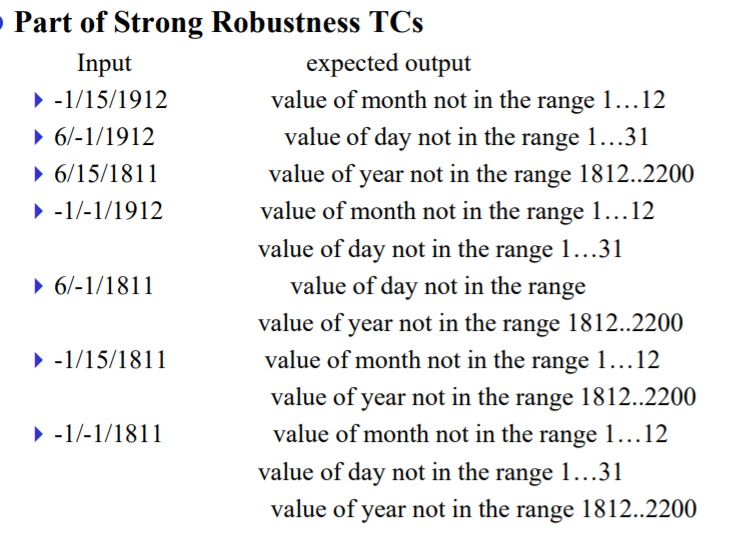 Part of Strong Robustness TCs
Input expected output
-1/15/1912 value of month not in the range 1…12
6/-1/1912 value of day not in the range 1…31
6/15/1811 value of year not in the range 1812..2200
-1/-1/1912 value of month not in the range 1…12
value of day not in the range 1…31
6/-1/1811 value of day not in the range
value of year not in the range 1812..2200
-1/15/1811 value of month not in the range 1…12
value of year not in the range 1812..2200
-1/-1/1811 value of month not in the range 1…12
value of day not in the range 1…31
value of year not in the range 1812..2200